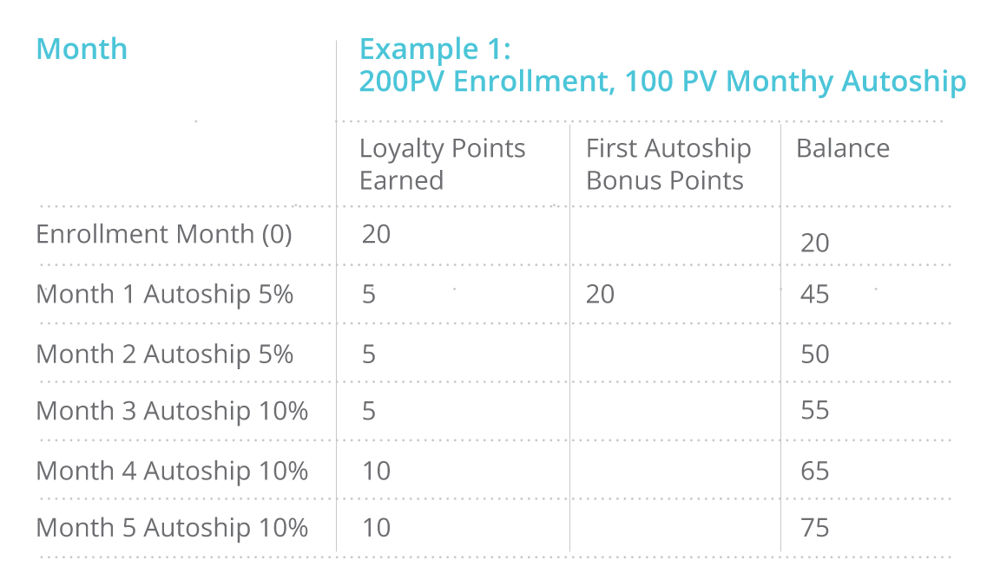 Month
Example 1:
200PV Enrollment, 100 PV Monthy Autoship
Loyalty Points
Earned
First Autoship
Bonus Points
Balance
Enrollment Month (0) 20 20
Month 1 Autoship 5% 5 20 45
Month 2 Autoship 5% 5 50
Month 3 Autoship 10% 5 55
Month 4 Autoship 10% 10 65
Month 5 Autoship 10% 10 75